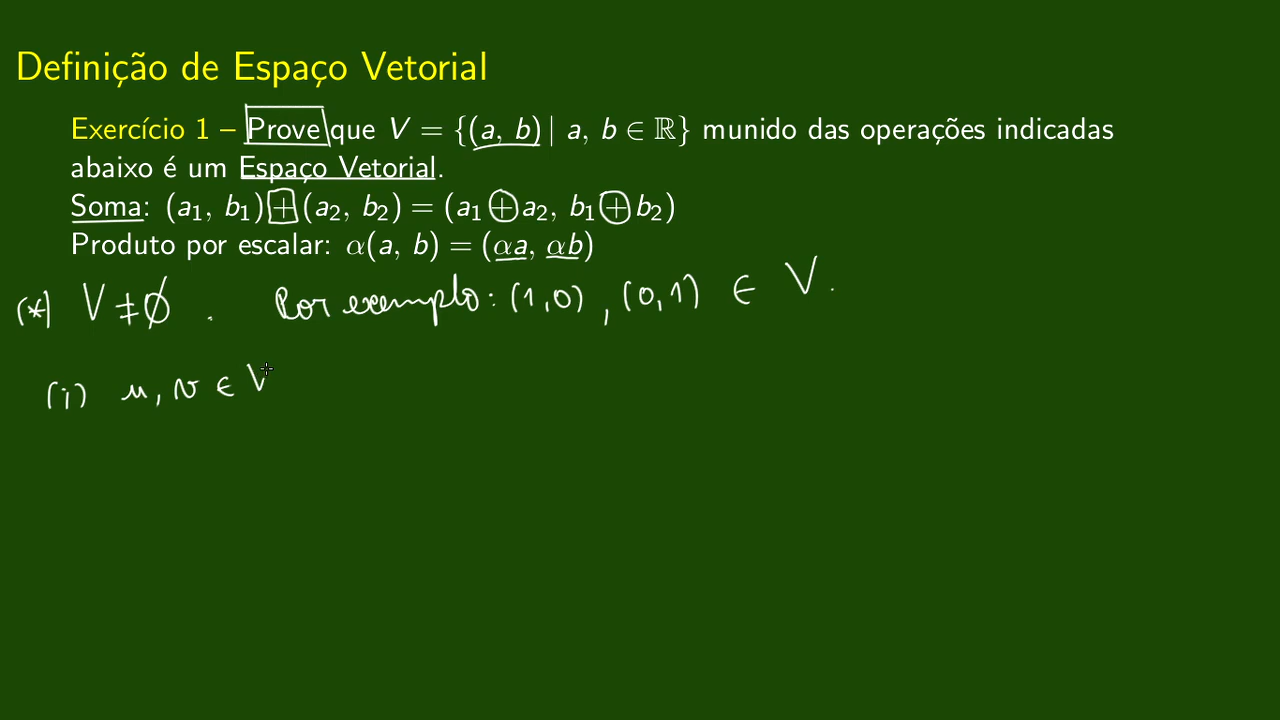 Definição de Espaço Vetorial
Exercício 1 – Prove que V = {(a, b) | a, b ∈ ℝ} munido das operações indicadas
abaixo é um Espaço Vetorial.
Soma: (a₁, b₁) + (a₂, b₂) = (a₁ + a₂, b₁ + b₂)
Produto por escalar: α(a, b) = (αa, αb)
(*) V ≠ ∅ . Por exemplo: (1,0) , (0,1) ∈ V.
(i) u, v ∈ V